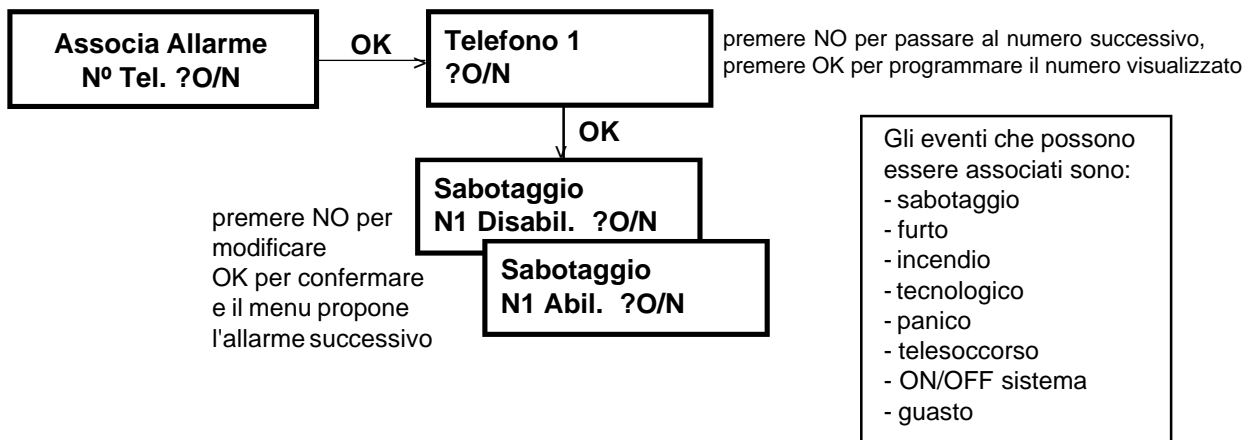 Associa Allarme
Nº Tel. ?O/N
OK
Telefono 1
?O/N
premere NO per passare al numero successivo,
premere OK per programmare il numero visualizzato
OK
Sabotaggio
N1 Disabil. ?O/N
Sabotaggio
N1 Abil. ?O/N
premere NO per
modificare
OK per confermare
e il menu propone
l'allarme successivo
Gli eventi che possono
essere associati sono:
- sabotaggio
- furto
- incendio
- tecnologico
- panico
- telesoccorso
- ON/OFF sistema
- guasto